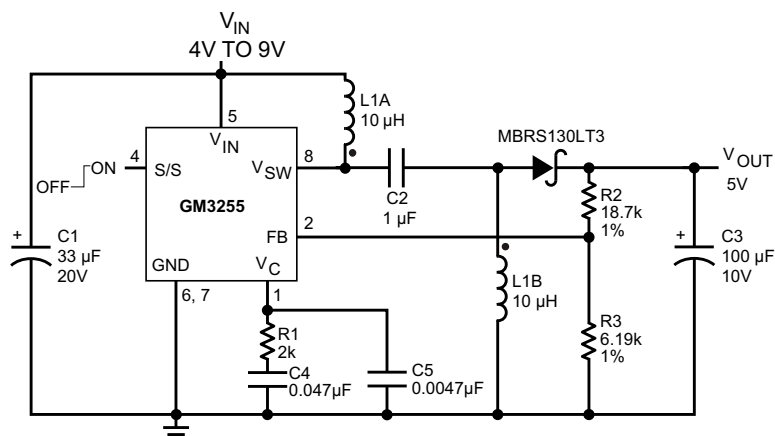 VIN
4V TO 9V
5
VIN
L1A
10 µH
MBRS130LT3
4
ON
OFF
S/S
VSW
8
VOUT
5V
GM3255
C2
1 µF
R2
18.7k
1%
2
FB
+
C1
33 µF
20V
+
C3
100 µF
10V
GND
VC
L1B
10 µH
6, 7
1
R1
2k
R3
6.19k
1%
C4
0.047µF
C5
0.0047µF